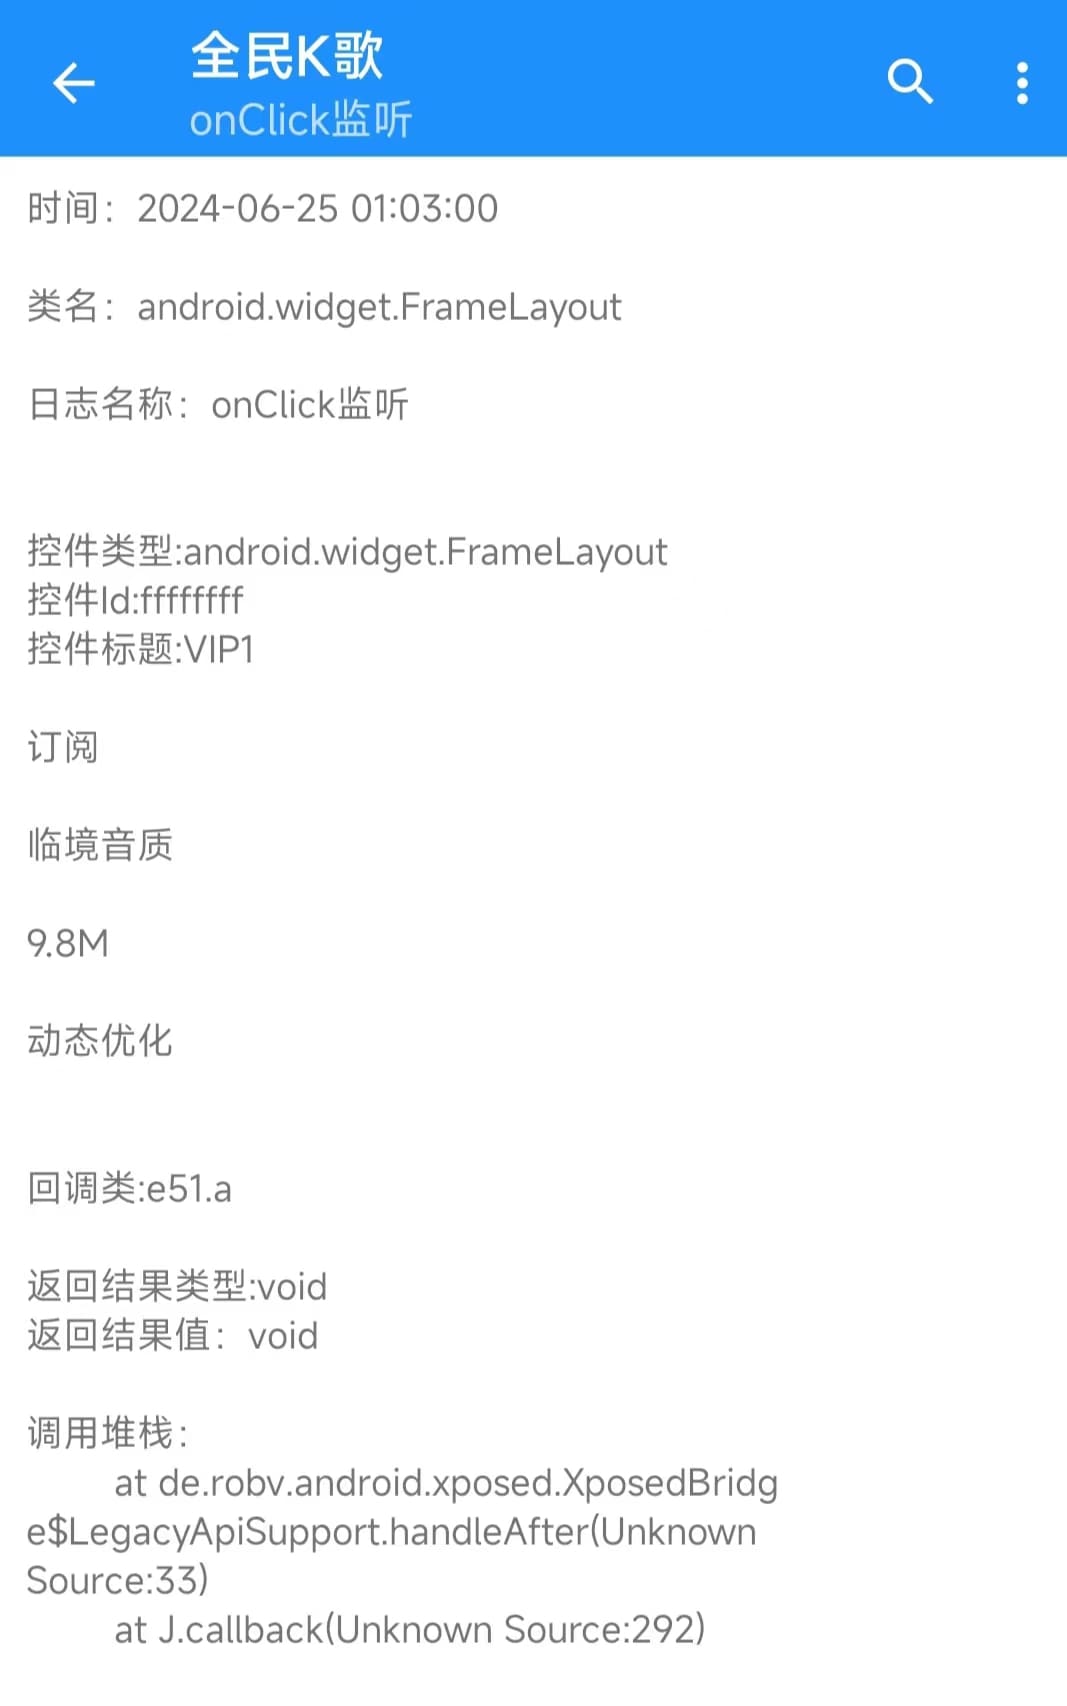 全民K歌
onClick监听
时间：2024-06-25 01:03:00
类名：android.widget.FrameLayout
日志名称：onClick监听
控件类型:android.widget.FrameLayout
控件Id:ffffffff
控件标题:VIP1
订阅
临境音质
9.8M
动态优化
回调类:e51.a
返回结果类型:void
返回结果值：void
调用堆栈：
at de.robv.android.xposed.XposedBridg
e$LegacyApiSupport.handleAfter(Unknown
Source:33)
at J.callback(Unknown Source:292)